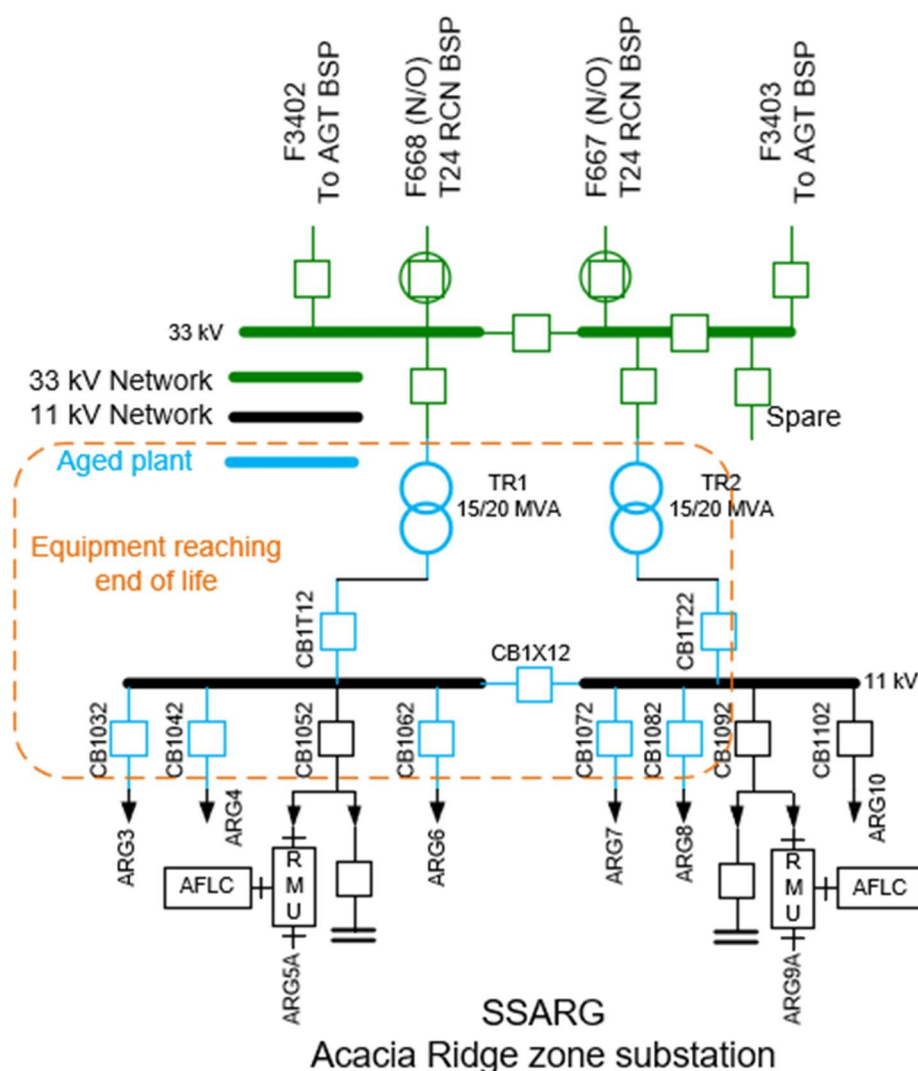 F3402
To AGT BSP
F668 (N/O)
T24 RCN BSP
F667 (N/O)
T24 RCN BSP
F3403
To AGT BSP
33 kV
33 kV Network
11 kV Network
Spare
Aged plant
TR1
15/20 MVA
TR2
15/20 MVA
Equipment reaching
end of life
CB1T12
CB1T22
CB1X12
11 kV
CB1032
CB1042
CB1052
CB1062
CB1072
CB1082
CB1092
CB1102
ARG3
ARG4
ARG6
ARG7
ARG8
ARG10
AFLC
RMU
RMU
AFLC
ARG5A
ARG9A
SSARG
Acacia Ridge zone substation